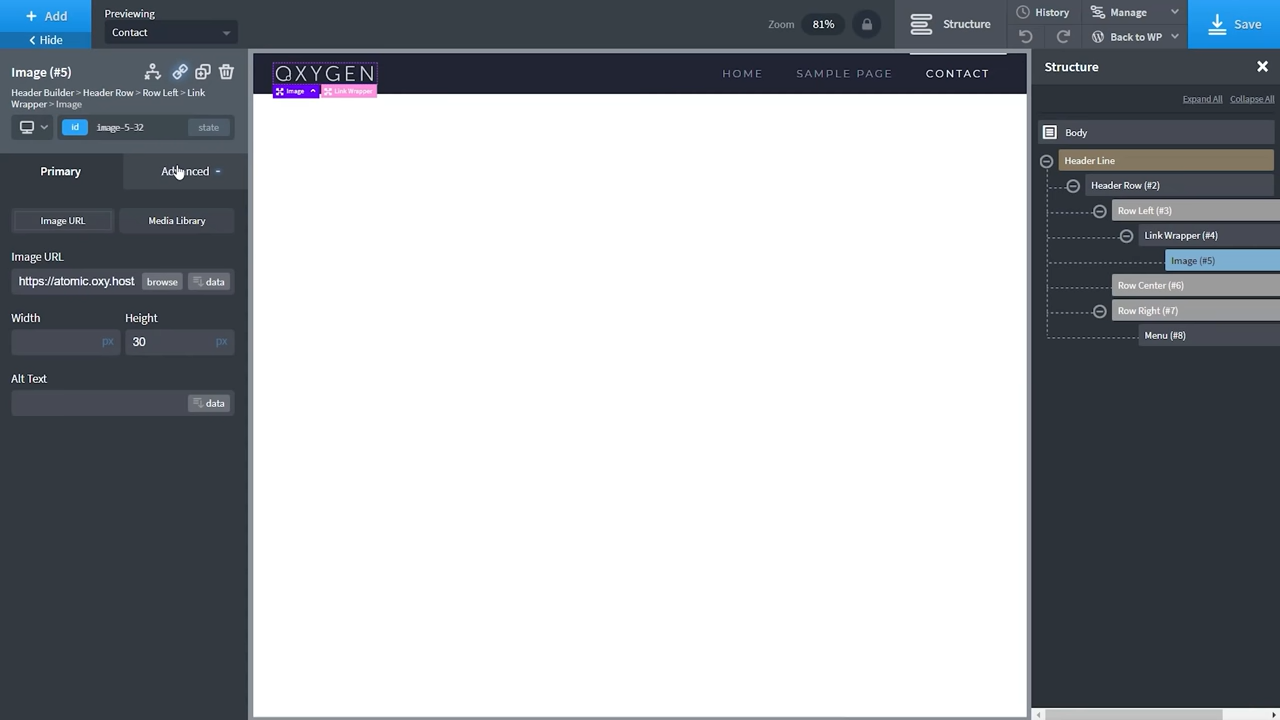 + Add
< Hide
Previewing
Contact
Zoom 81%
Structure
History
Manage
Back to WP
Save
Image (#5)
Header Builder > Header Row > Row Left > Link
Wrapper > Image
id image-5-32 state
Primary
Advanced
Image URL
Media Library
Image URL
https://atomic.oxy.host browse data
Width
Height
px
30 px
Alt Text
data
OXYGEN
Image
Link Wrapper
HOME
SAMPLE PAGE
CONTACT
Structure
Expand All
Collapse All
Body
Header Line
Header Row (#2)
Row Left (#3)
Link Wrapper (#4)
Image (#5)
Row Center (#6)
Row Right (#7)
Menu (#8)